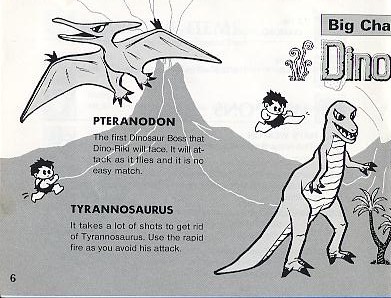 Big Cha
Dino
PTERANODON
The first Dinosaur Boss that
Dino-Riki will face. It will at-
tack as it flies and it is no
easy match.
TYRANNOSAURUS
It takes a lot of shots to get rid
of Tyrannosaurus. Use the rapid
fire as you avoid his attack.
6